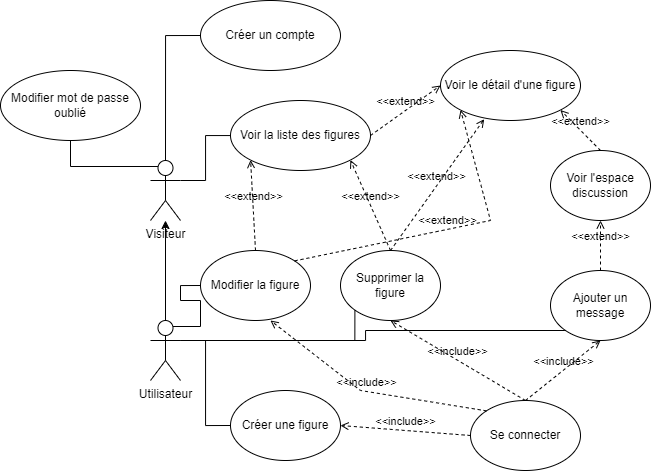 Créer un compte
Voir le détail d'une figure
Modifier mot de passe
oublié
<<extend>>
Voir la liste des figures
<<extend>>
Voir l'espace
discussion
<<extend>>
<<extend>>
<<extend>>
<<extend>>
Visiteur
<<extend>>
Modifier la figure
Supprimer la
figure
Ajouter un
message
<<include>>
<<include>>
<<include>>
Utilisateur
Créer une figure
<<include>>
Se connecter